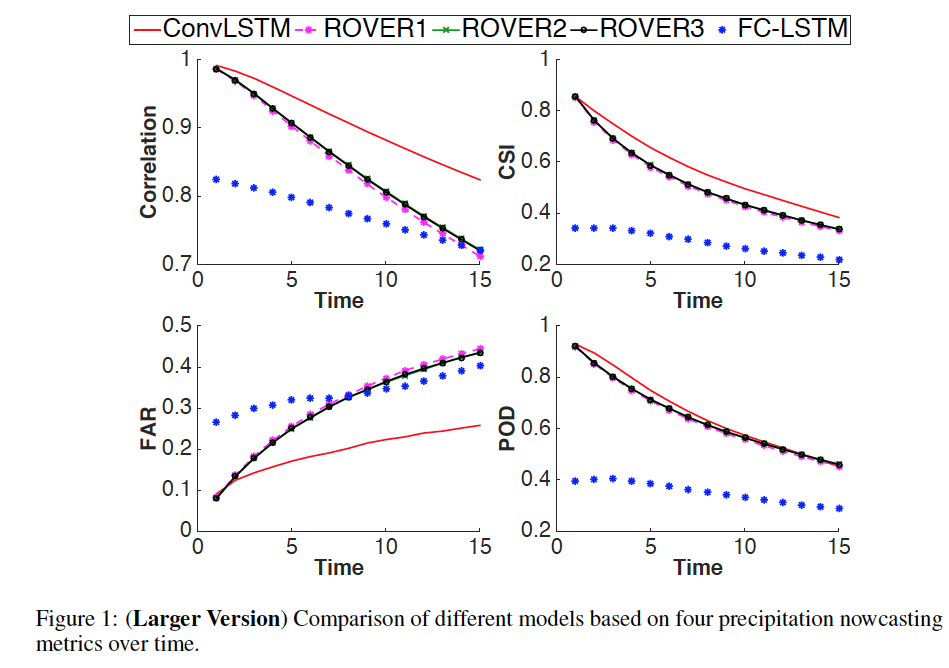 ConvLSTM ROVER1 ROVER2 ROVER3 FC-LSTM
1
0.9
0.8
0.7
Correlation
0 5 10 15
Time
1
0.8
0.6
0.4
0.2
CSI
0 5 10 15
Time
0.5
0.4
0.3
0.2
0.1
0
FAR
0 5 10 15
Time
1
0.8
0.6
0.4
0.2
POD
0 5 10 15
Time
Figure 1: (Larger Version) Comparison of different models based on four precipitation nowcasting
metrics over time.